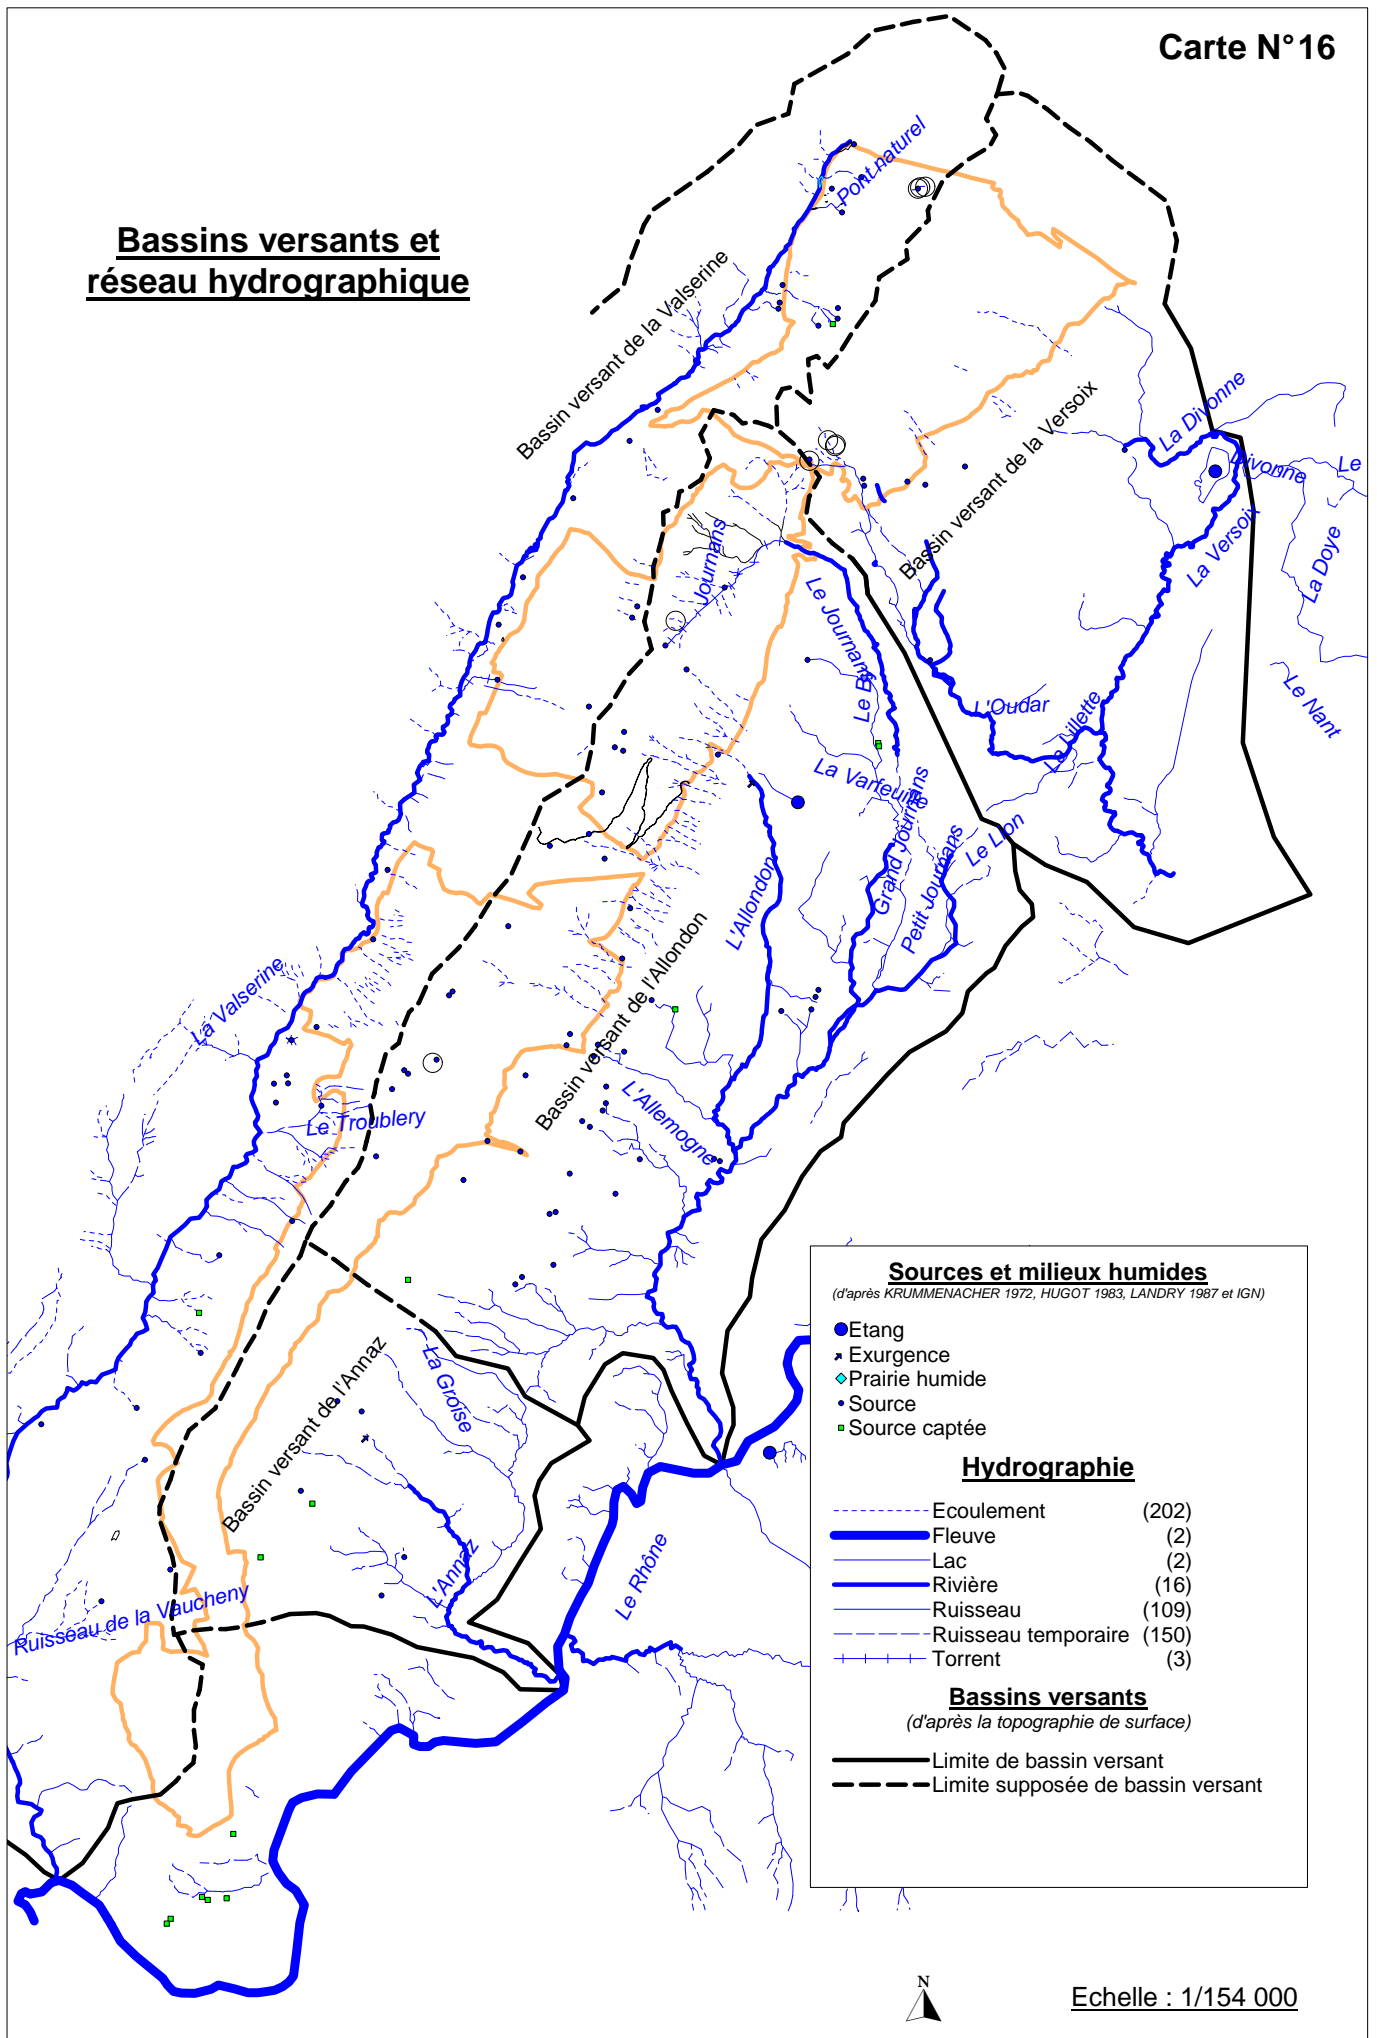 Carte N°16
Bassins versants et
réseau hydrographique
Pont naturel
Bassin versant de la Valserine
Bassin versant de la Versoix
La Divonne
Divonne
Le
La Versoix
La Doye
Le Nant
Journans
Le Journans
Le By
L'Oudar
La Lillette
La Varfeuille
Grand Journans
Petit Journans
Le Lion
L'Allondon
Bassin versant de l'Allondon
La Valserine
Le Troublery
L'Allemogne
Bassin versant de l'Annaz
La Groise
L'Annaz
Le Rhône
Ruisseau de la Vaucheny
Sources et milieux humides
(d'après KRUMMENACHER 1972, HUGOT 1983, LANDRY 1987 et IGN)
Etang
Exurgence
Prairie humide
Source
Source captée
Hydrographie
Ecoulement (202)
Fleuve (2)
Lac (2)
Rivière (16)
Ruisseau (109)
Ruisseau temporaire (150)
Torrent (3)
Bassins versants
(d'après la topographie de surface)
Limite de bassin versant
Limite supposée de bassin versant
N
Echelle : 1/154 000